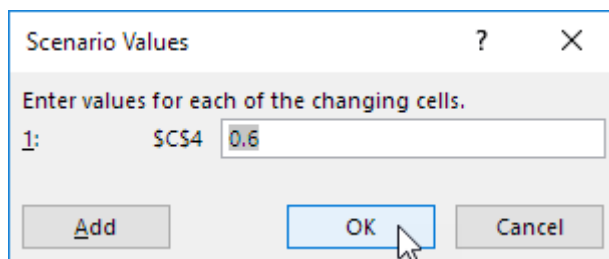 Scenario Values ? X
Enter values for each of the changing cells.
1: $C$4 0.6
Add OK Cancel